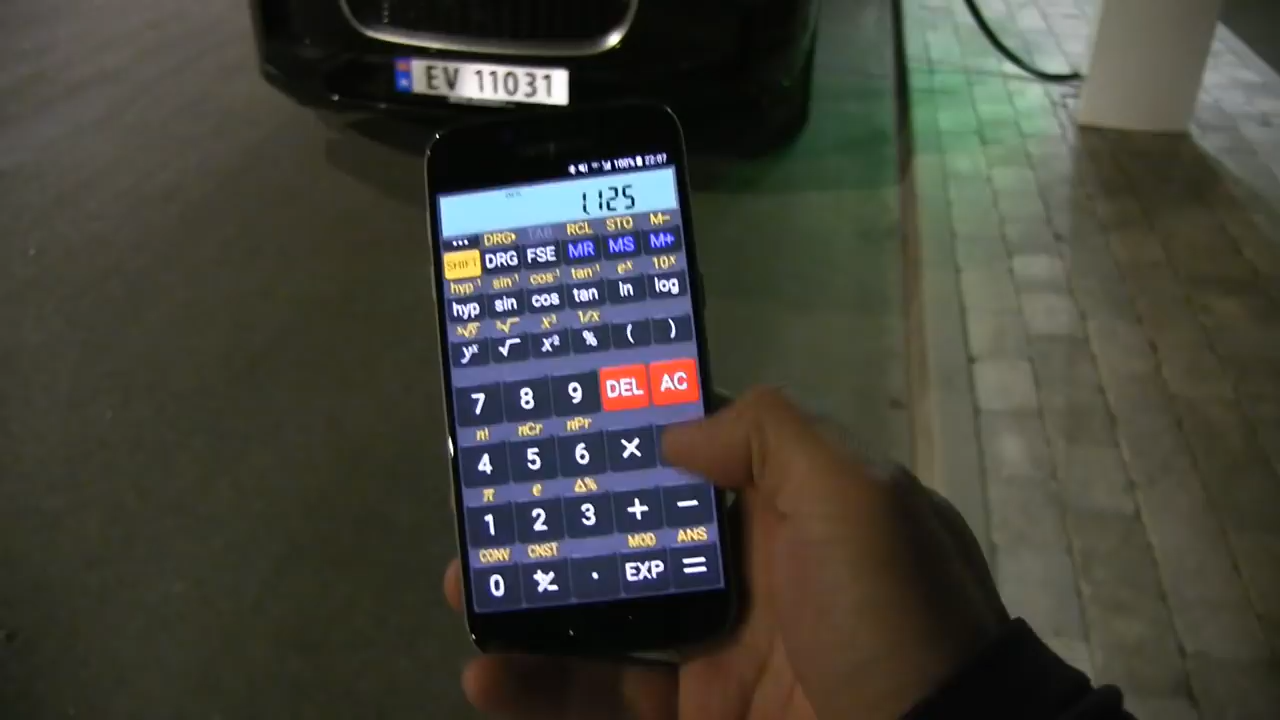 EV 11031
100% 22:07
1,125
... DRG▸ TAB RCL STO M-
SHIFT DRG FSE MR MS M+
hyp⁻¹ sin⁻¹ cos⁻¹ tan⁻¹ eˣ 10ˣ
hyp sin cos tan ln log
x³ 1/x
yˣ √ x² % ( )
7 8 9 DEL AC
n! nCr nPr
4 5 6 ×
π e Δ%
1 2 3 + −
CONV CNST MOD ANS
0 · EXP =